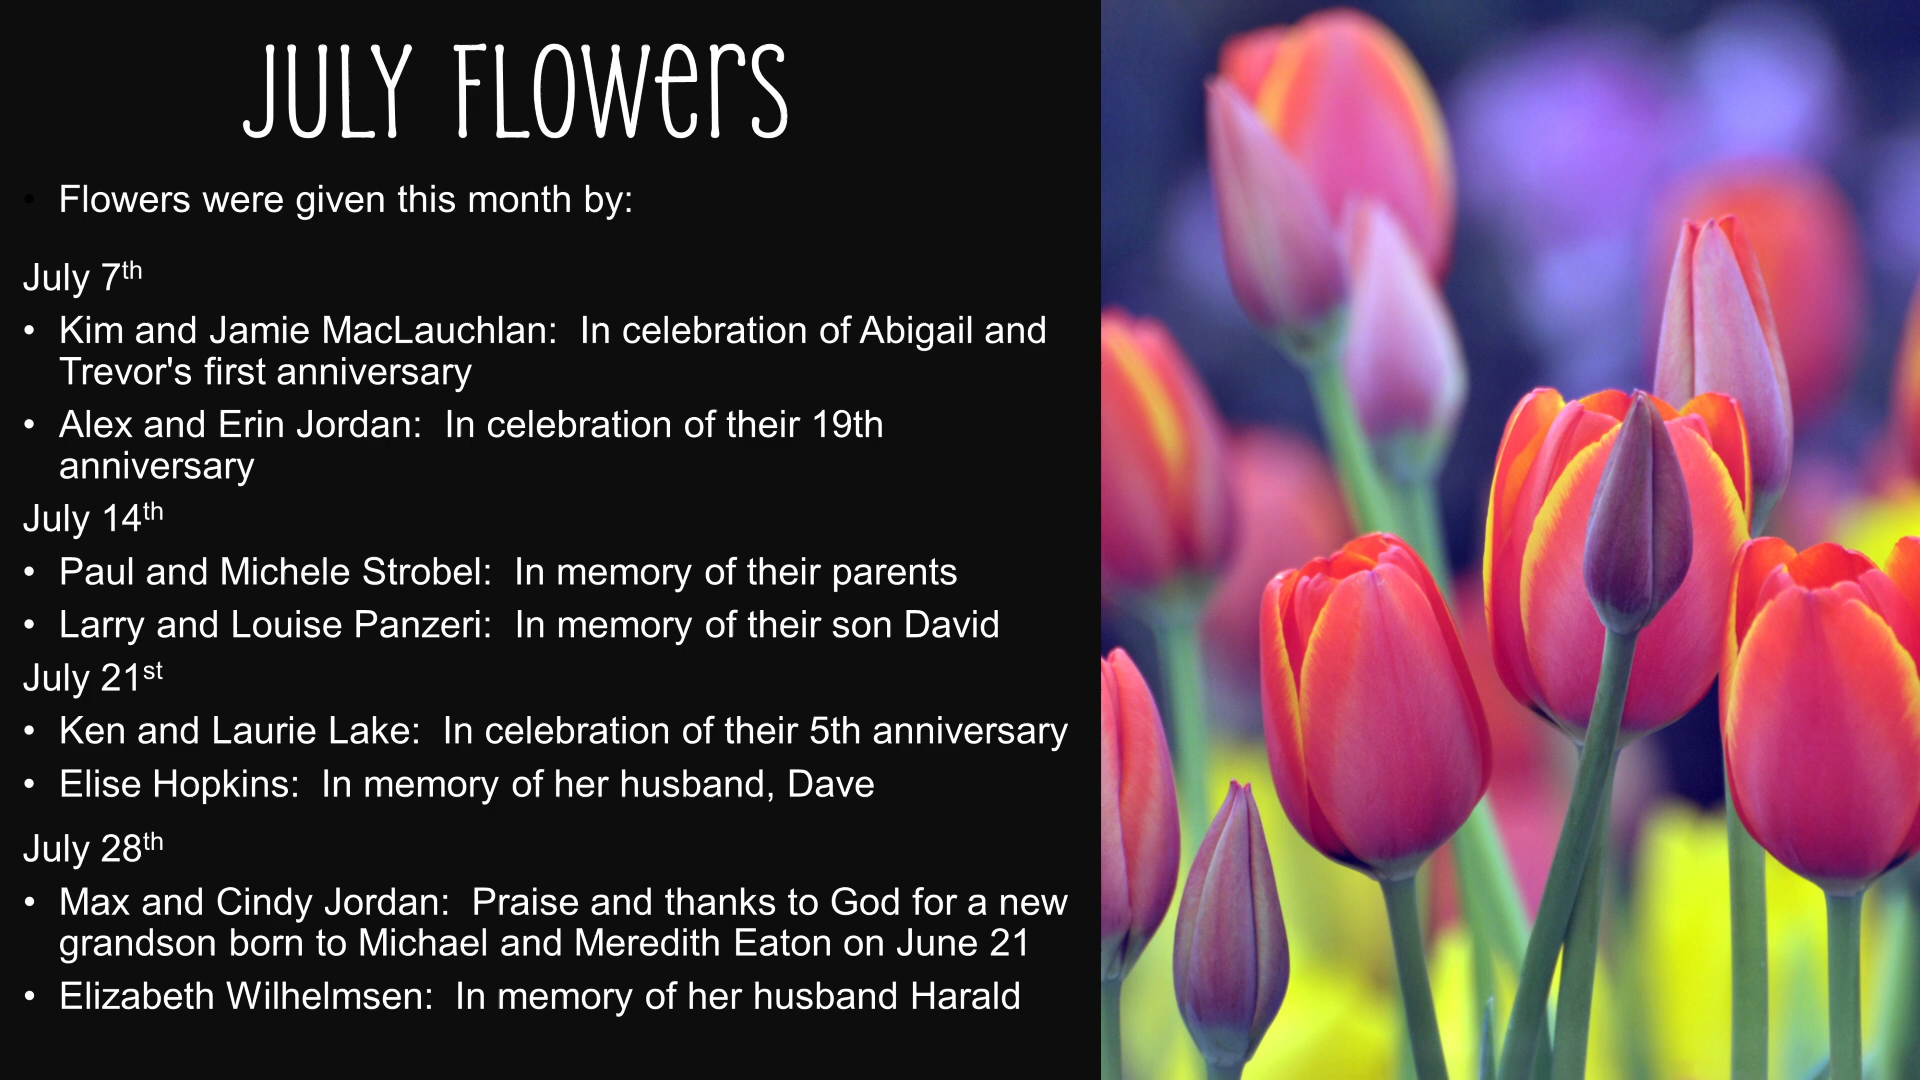 JULY FLOWERS
• Flowers were given this month by:
July 7th
• Kim and Jamie MacLauchlan:  In celebration of Abigail and
Trevor's first anniversary
• Alex and Erin Jordan:  In celebration of their 19th
anniversary
July 14th
• Paul and Michele Strobel:  In memory of their parents
• Larry and Louise Panzeri:  In memory of their son David
July 21st
• Ken and Laurie Lake:  In celebration of their 5th anniversary
• Elise Hopkins:  In memory of her husband, Dave
July 28th
• Max and Cindy Jordan:  Praise and thanks to God for a new
grandson born to Michael and Meredith Eaton on June 21
• Elizabeth Wilhelmsen:  In memory of her husband Harald